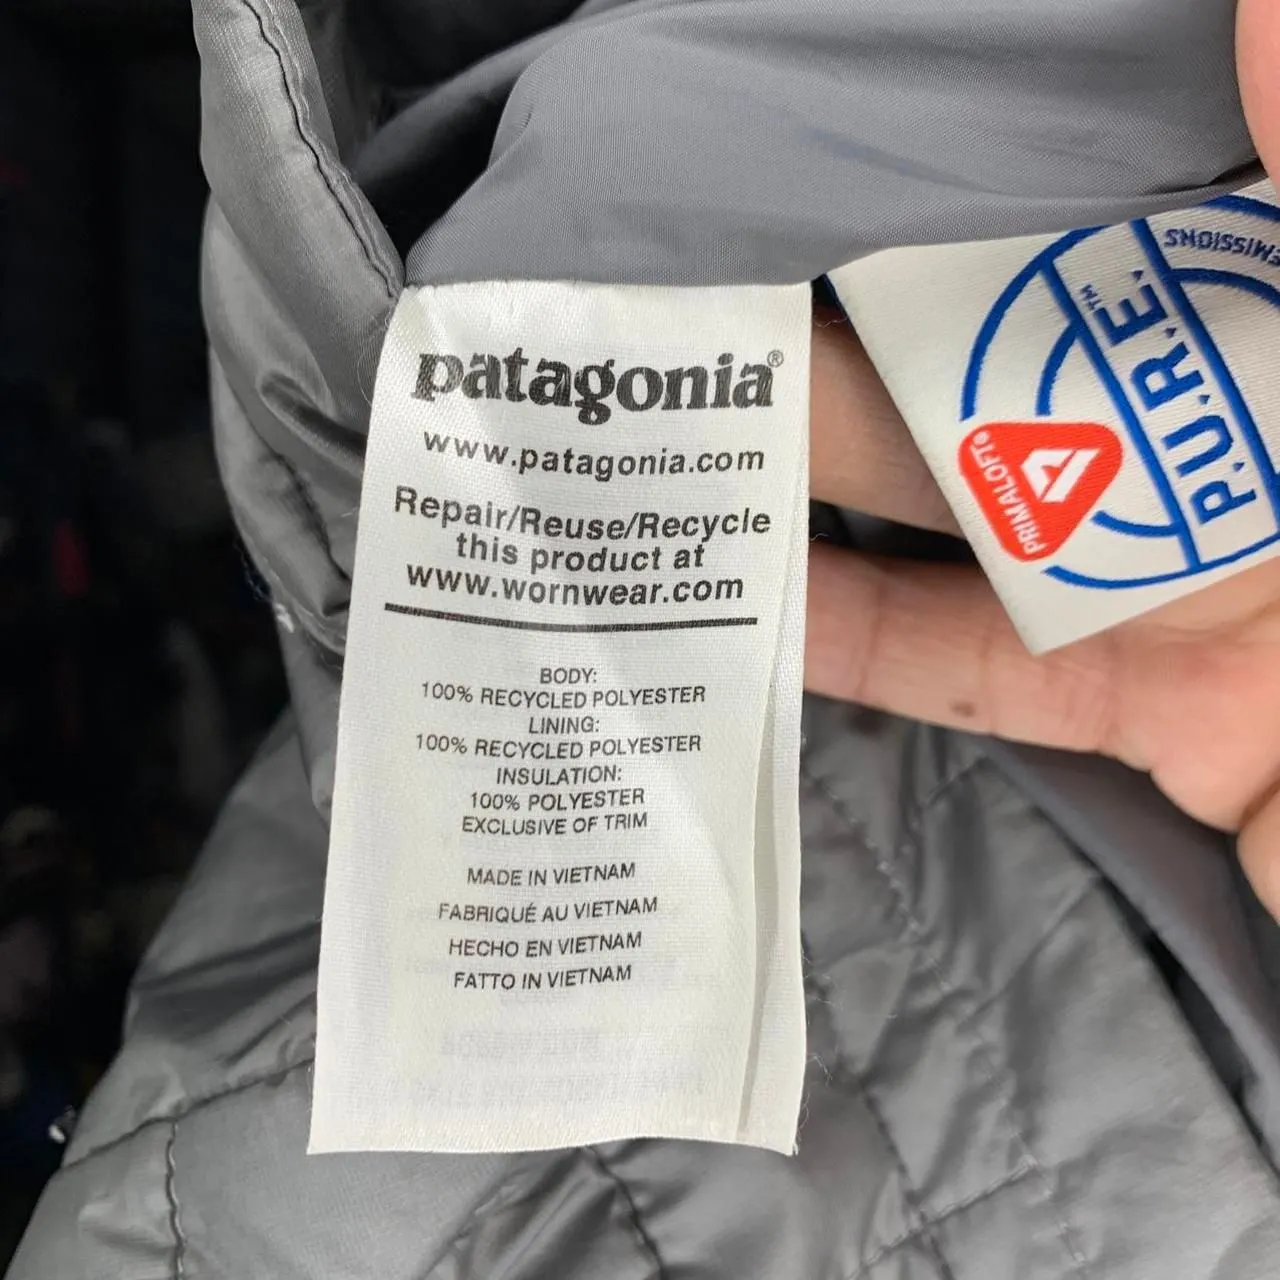 patagonia®
www.patagonia.com
Repair/Reuse/Recycle
this product at
www.wornwear.com
BODY:
100% RECYCLED POLYESTER
LINING:
100% RECYCLED POLYESTER
INSULATION:
100% POLYESTER
EXCLUSIVE OF TRIM
MADE IN VIETNAM
FABRIQUÉ AU VIETNAM
HECHO EN VIETNAM
FATTO IN VIETNAM
P.U.R.E.™
PRIMALOFT®
EMISSIONS